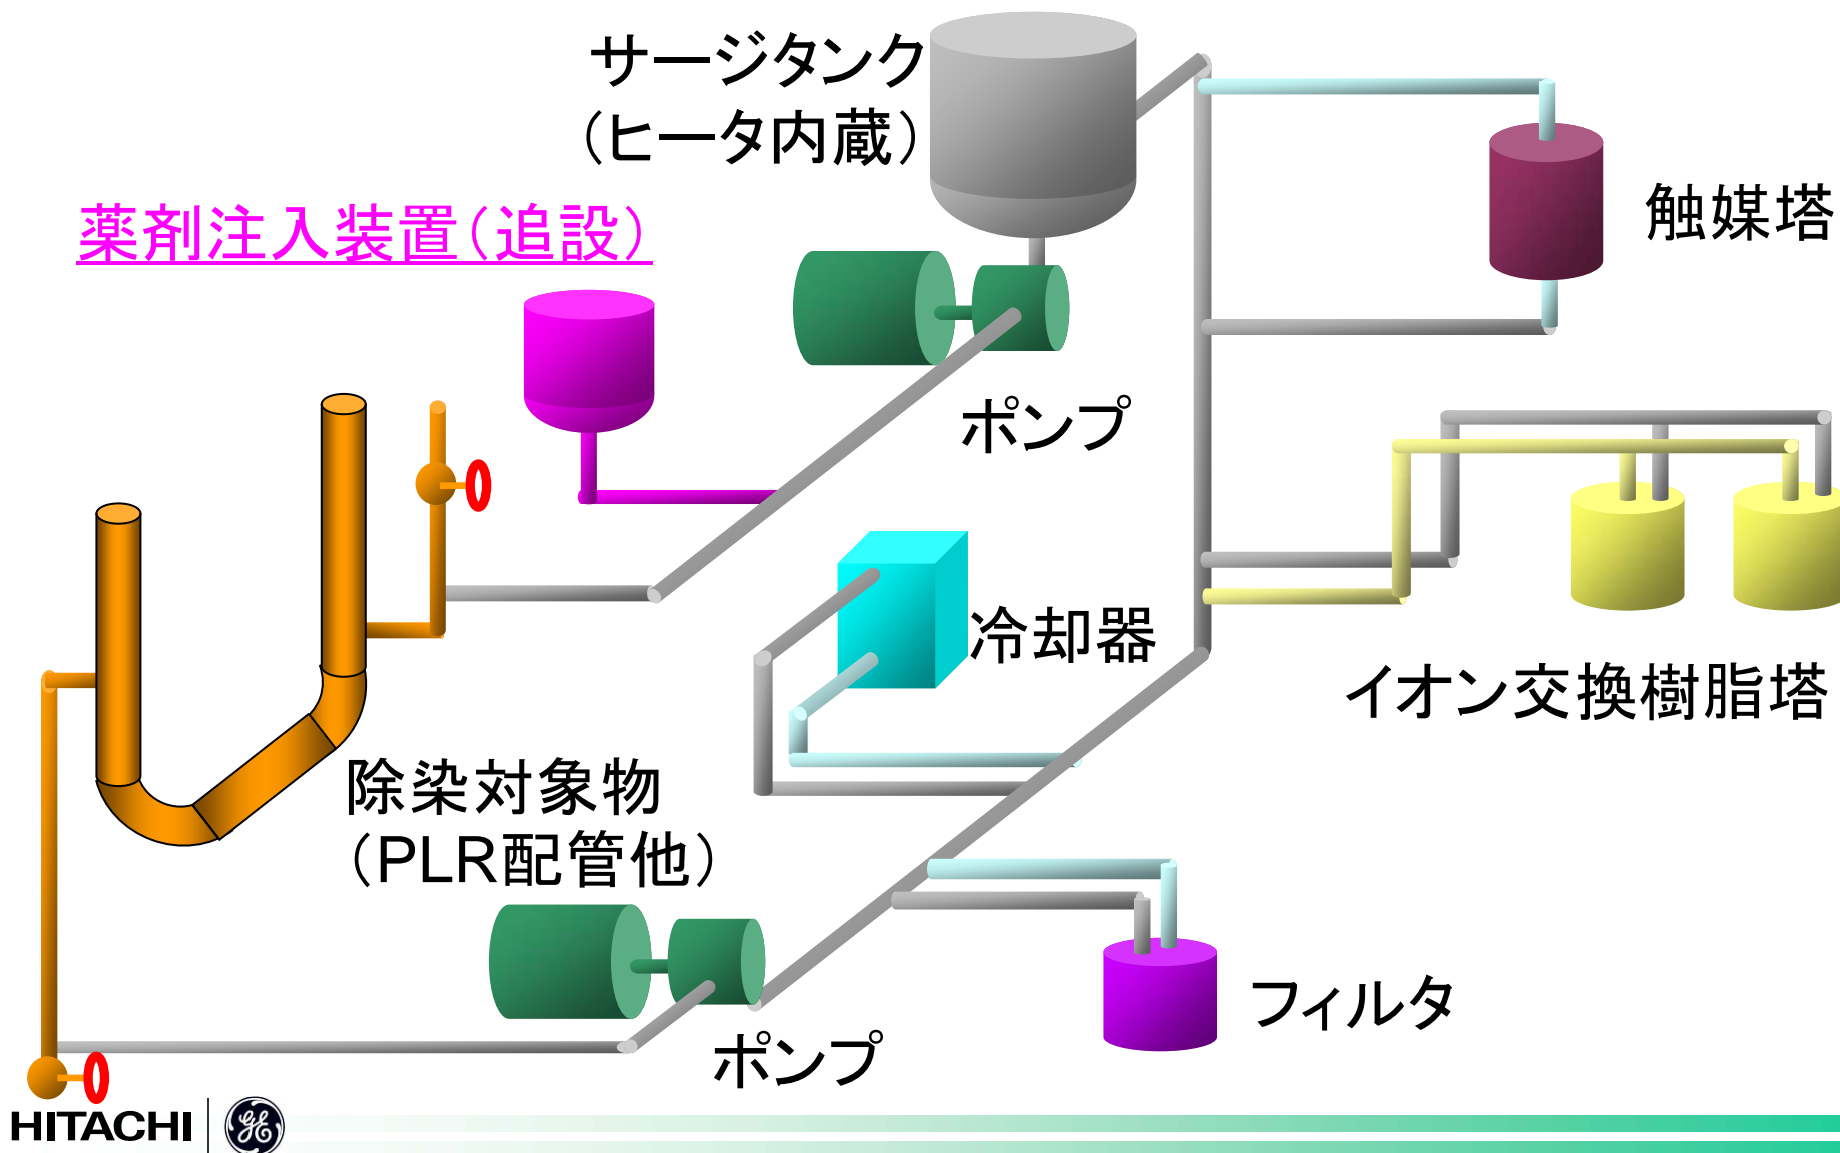 サージタンク
（ヒータ内蔵）
薬剤注入装置（追設）
触媒塔
ポンプ
冷却器
イオン交換樹脂塔
除染対象物
（PLR配管他）
フィルタ
ポンプ
HITACHI
GE